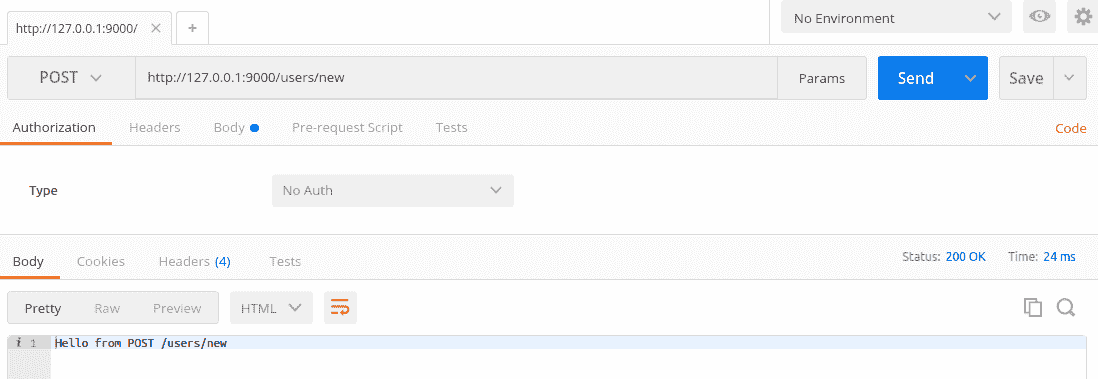 http://127.0.0.1:9000/ × +
No Environment
POST http://127.0.0.1:9000/users/new Params Send Save
Authorization Headers Body Pre-request Script Tests Code
Type No Auth
Body Cookies Headers (4) Tests Status: 200 OK Time: 24 ms
Pretty Raw Preview HTML
i 1 Hello from POST /users/new